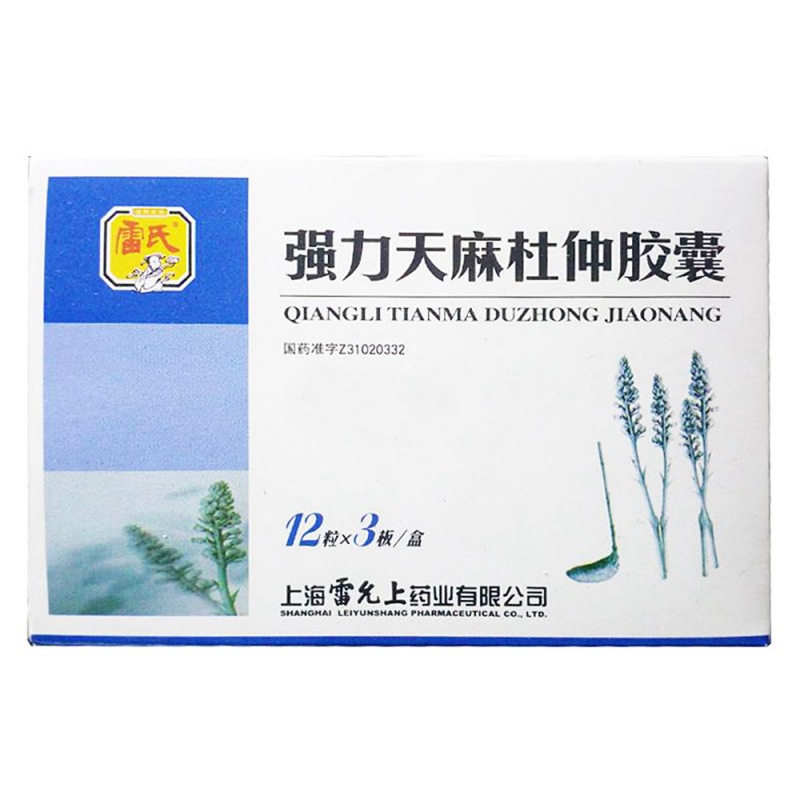 雷氏®
强力天麻杜仲胶囊
QIANGLI TIANMA DUZHONG JIAONANG
国药准字Z31020332
12粒×3板/盒
上海雷允上药业有限公司
SHANGHAI LEIYUNSHANG PHARMACEUTICAL CO., LTD.